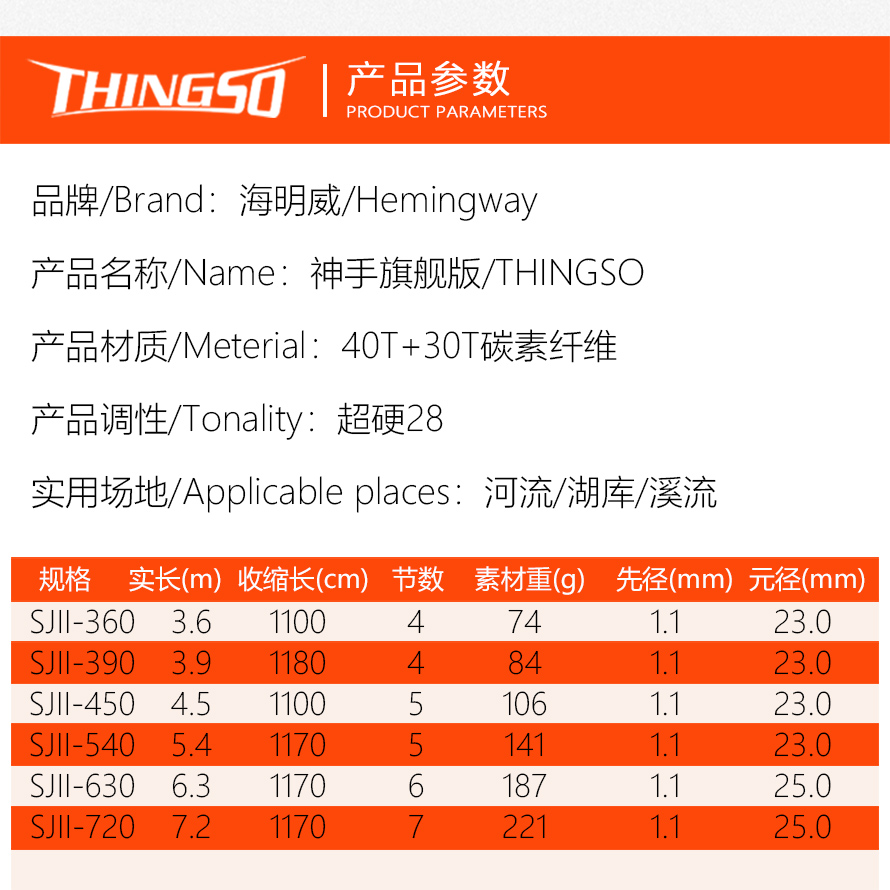 THINGSO
产品参数
PRODUCT PARAMETERS
品牌/Brand：海明威/Hemingway
产品名称/Name：神手旗舰版/THINGSO
产品材质/Meterial：40T+30T碳素纤维
产品调性/Tonality：超硬28
实用场地/Applicable places：河流/湖库/溪流
规格 实长(m) 收缩长(cm) 节数 素材重(g) 先径(mm) 元径(mm)
SJII-360 3.6 1100 4 74 1.1 23.0
SJII-390 3.9 1180 4 84 1.1 23.0
SJII-450 4.5 1100 5 106 1.1 23.0
SJII-540 5.4 1170 5 141 1.1 23.0
SJII-630 6.3 1170 6 187 1.1 25.0
SJII-720 7.2 1170 7 221 1.1 25.0